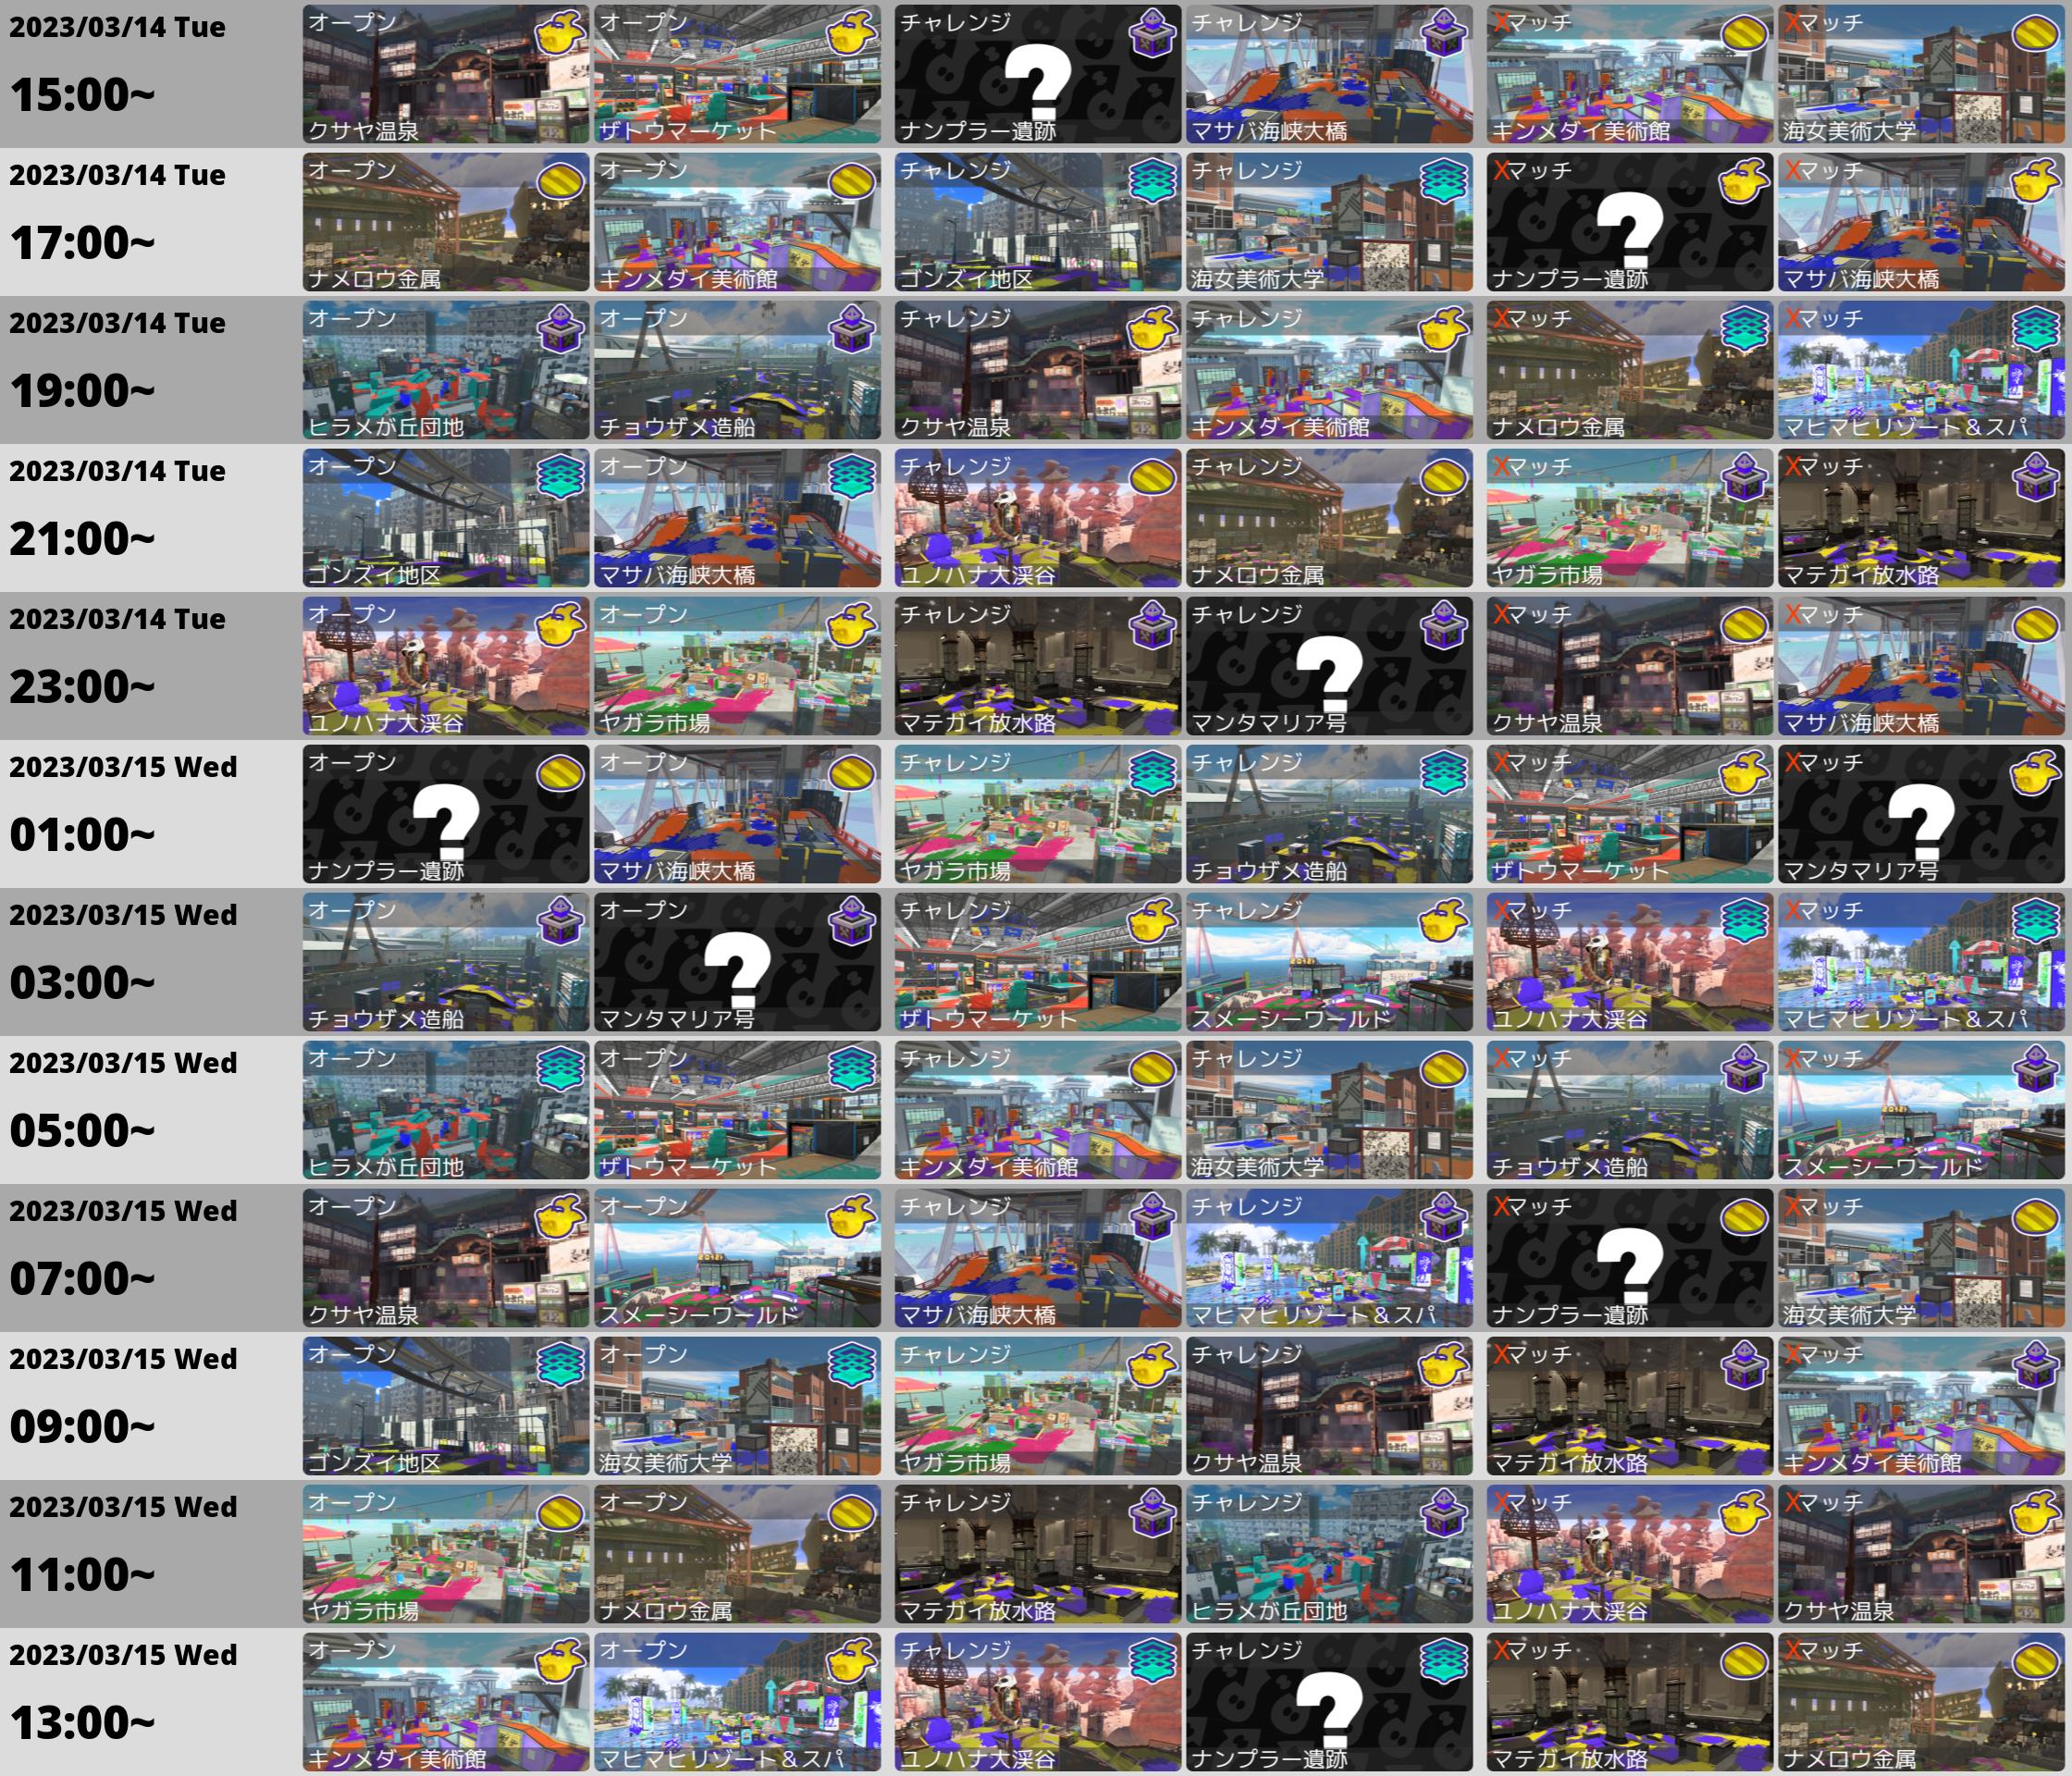 2023/03/14 Tue
15:00~
オープン オープン チャレンジ チャレンジ Xマッチ Xマッチ
クサヤ温泉 ザトウマーケット ナンプラー遺跡 マサバ海峡大橋 キンメダイ美術館 海女美術大学
2023/03/14 Tue
17:00~
オープン オープン チャレンジ チャレンジ Xマッチ Xマッチ
ナメロウ金属 キンメダイ美術館 ゴンズイ地区 海女美術大学 ナンプラー遺跡 マサバ海峡大橋
2023/03/14 Tue
19:00~
オープン オープン チャレンジ チャレンジ Xマッチ Xマッチ
ヒラメが丘団地 チョウザメ造船 クサヤ温泉 キンメダイ美術館 ナメロウ金属 マヒマヒリゾート＆スパ
2023/03/14 Tue
21:00~
オープン オープン チャレンジ チャレンジ Xマッチ Xマッチ
ゴンズイ地区 マサバ海峡大橋 ユノハナ大渓谷 ナメロウ金属 ヤガラ市場 マテガイ放水路
2023/03/14 Tue
23:00~
オープン オープン チャレンジ チャレンジ Xマッチ Xマッチ
ユノハナ大渓谷 ヤガラ市場 マテガイ放水路 マンタマリア号 クサヤ温泉 マサバ海峡大橋
2023/03/15 Wed
01:00~
オープン オープン チャレンジ チャレンジ Xマッチ Xマッチ
ナンプラー遺跡 マサバ海峡大橋 ヤガラ市場 チョウザメ造船 ザトウマーケット マンタマリア号
2023/03/15 Wed
03:00~
オープン オープン チャレンジ チャレンジ Xマッチ Xマッチ
チョウザメ造船 マンタマリア号 ザトウマーケット スメーシーワールド ユノハナ大渓谷 マヒマヒリゾート＆スパ
2023/03/15 Wed
05:00~
オープン オープン チャレンジ チャレンジ Xマッチ Xマッチ
ヒラメが丘団地 ザトウマーケット キンメダイ美術館 海女美術大学 チョウザメ造船 スメーシーワールド
2023/03/15 Wed
07:00~
オープン オープン チャレンジ チャレンジ Xマッチ Xマッチ
クサヤ温泉 スメーシーワールド マサバ海峡大橋 マヒマヒリゾート＆スパ ナンプラー遺跡 海女美術大学
2023/03/15 Wed
09:00~
オープン オープン チャレンジ チャレンジ Xマッチ Xマッチ
ゴンズイ地区 海女美術大学 ヤガラ市場 クサヤ温泉 マテガイ放水路 キンメダイ美術館
2023/03/15 Wed
11:00~
オープン オープン チャレンジ チャレンジ Xマッチ Xマッチ
ヤガラ市場 ナメロウ金属 マテガイ放水路 ヒラメが丘団地 ユノハナ大渓谷 クサヤ温泉
2023/03/15 Wed
13:00~
オープン オープン チャレンジ チャレンジ Xマッチ Xマッチ
キンメダイ美術館 マヒマヒリゾート＆スパ ユノハナ大渓谷 ナンプラー遺跡 マテガイ放水路 ナメロウ金属